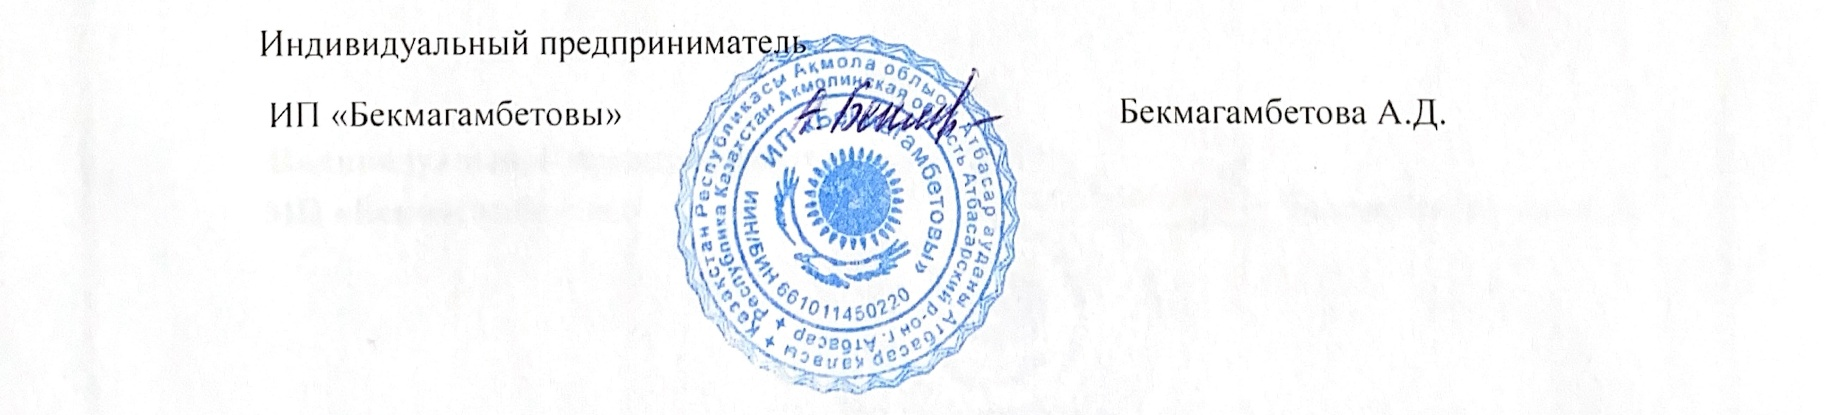 Индивидуальный предприниматель
ИП «Бекмагамбетовы»
Бекмагамбетова А.Д.
Қазақстан Республикасы Ақмола облысы Атбасар ауданы Атбасар қаласы
Республика Казахстан Акмолинская область Атбасарский р-он г. Атбасар
ИП «Бекмагамбетовы»
ИИН 661011450220